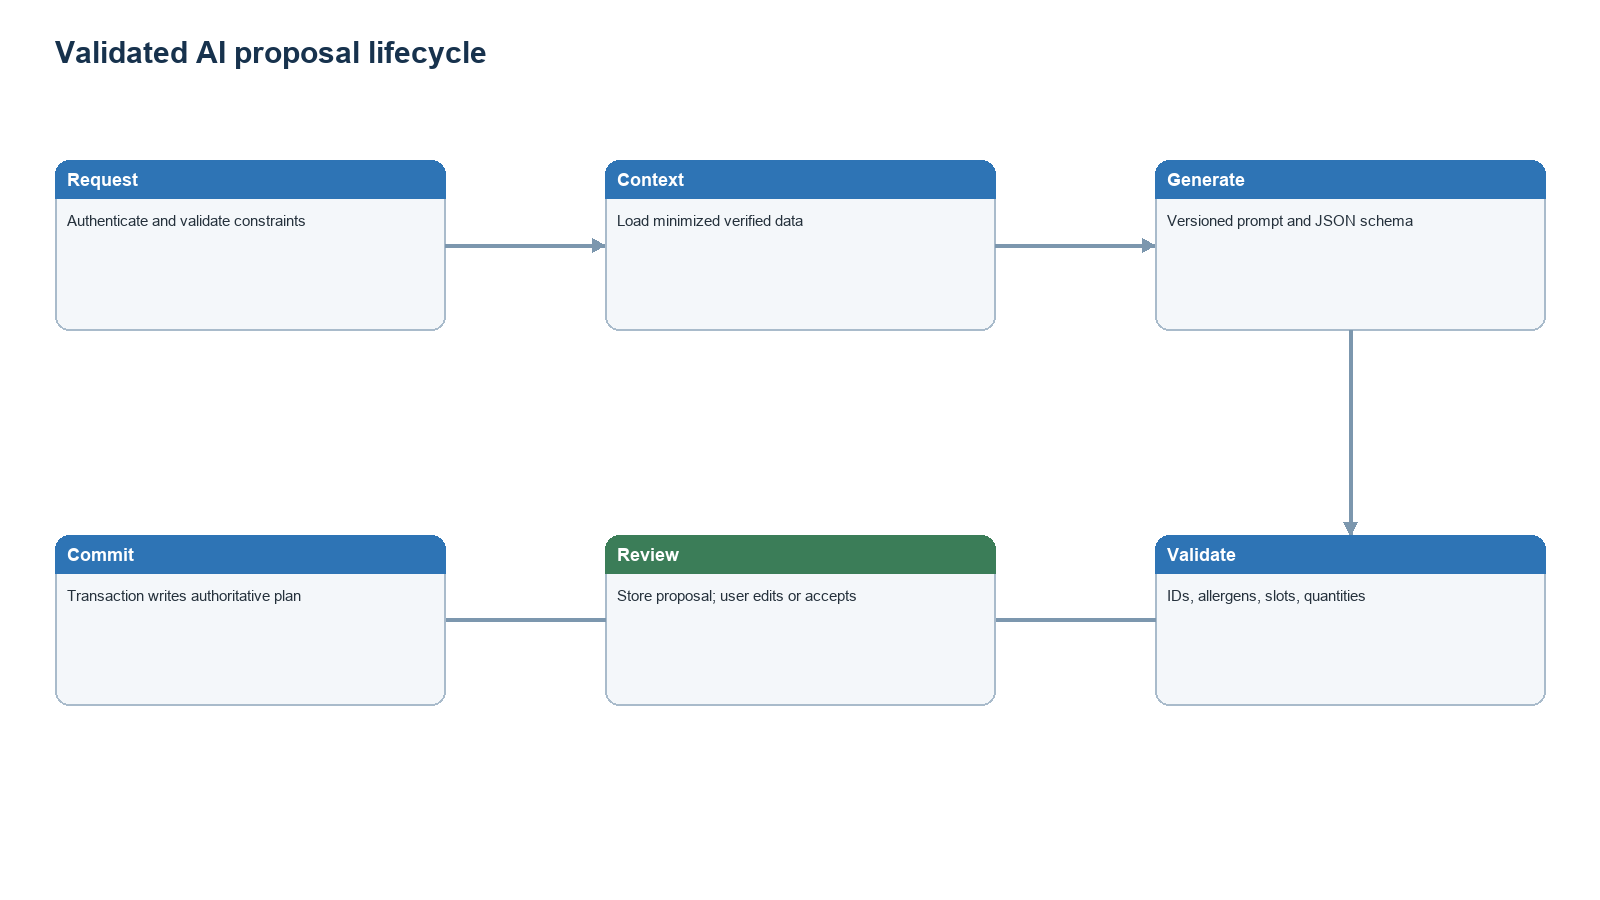 Validated AI proposal lifecycle
Request
Authenticate and validate constraints
Context
Load minimized verified data
Generate
Versioned prompt and JSON schema
Commit
Transaction writes authoritative plan
Review
Store proposal; user edits or accepts
Validate
IDs, allergens, slots, quantities